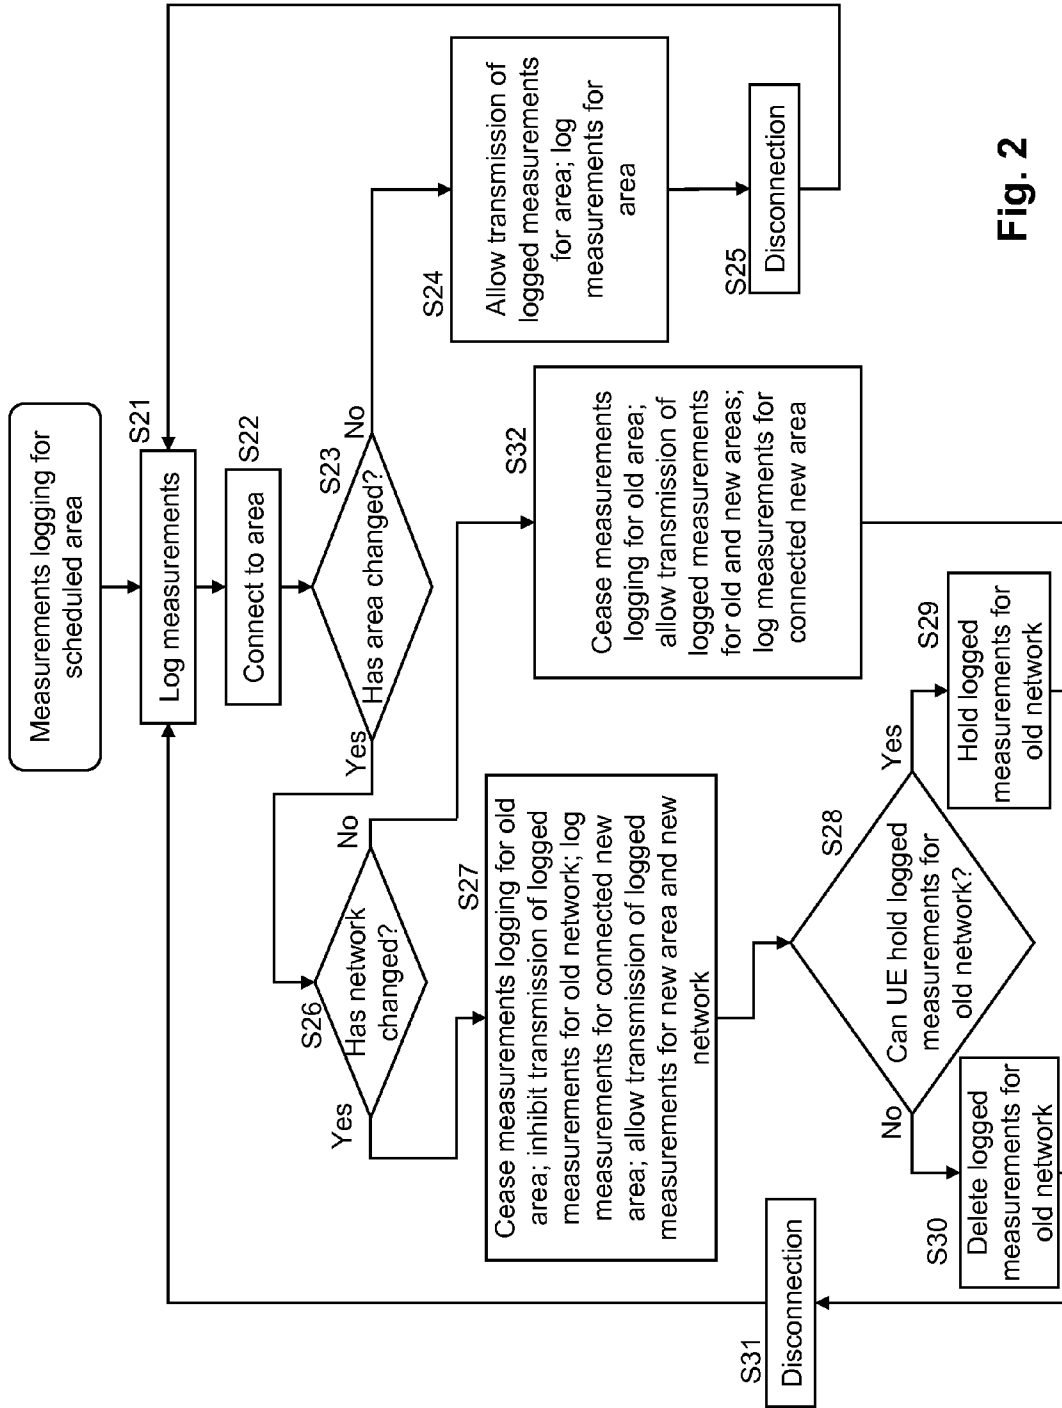 Measurements logging for
scheduled area
S21
Log measurements
S22
Connect to area
S23
Has area changed?
No
Yes
S24
Allow transmission of
logged measurements
for area; log
measurements for
area
S25
Disconnection
S26
Has network
changed?
No
Yes
S27
Cease measurements logging for old
area; inhibit transmission of logged
measurements for old network; log
measurements for connected new
area; allow transmission of logged
measurements for new area and new
network
S28
Can UE hold logged
measurements for
old network?
Yes
No
S29
Hold logged
measurements for
old network
S30
Delete logged
measurements for
old network
S31
Disconnection
S32
Cease measurements
logging for old area;
allow transmission of
logged measurements
for old and new areas;
log measurements for
connected new area
Fig. 2